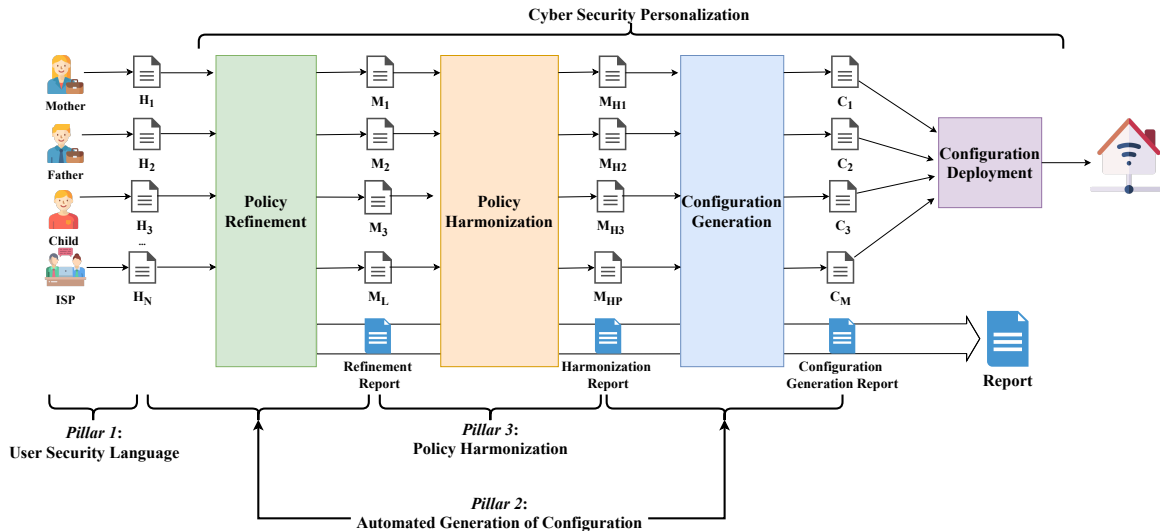 Cyber Security Personalization
Mother
H1
M1
MH1
C1
Father
H2
M2
MH2
C2
Child
H3
...
M3
MH3
C3
ISP
HN
ML
MHP
CM
Policy
Refinement
Policy
Harmonization
Configuration
Generation
Configuration
Deployment
Refinement
Report
Harmonization
Report
Configuration
Generation Report
Report
Pillar 1:
User Security Language
Pillar 3:
Policy Harmonization
Pillar 2:
Automated Generation of Configuration